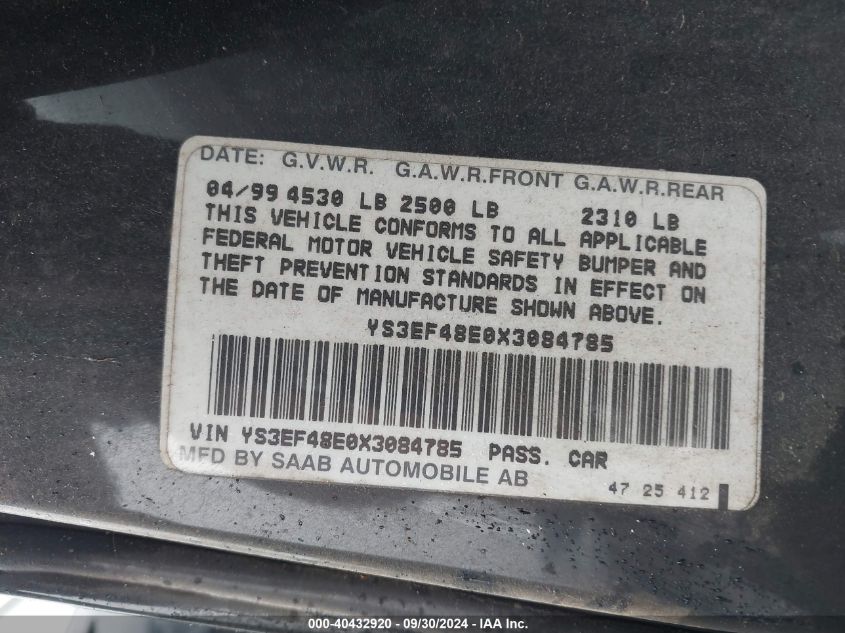 DATE: G.V.W.R. G.A.W.R.FRONT G.A.W.R.REAR
04/99 4530 LB 2500 LB 2310 LB
THIS VEHICLE CONFORMS TO ALL APPLICABLE
FEDERAL MOTOR VEHICLE SAFETY BUMPER AND
THEFT PREVENTION STANDARDS IN EFFECT ON
THE DATE OF MANUFACTURE SHOWN ABOVE.
YS3EF48E0X3084785
VIN YS3EF48E0X3084785 PASS. CAR
MFD BY SAAB AUTOMOBILE AB
47 25 412
000-40432920 - 09/30/2024 - IAA Inc.